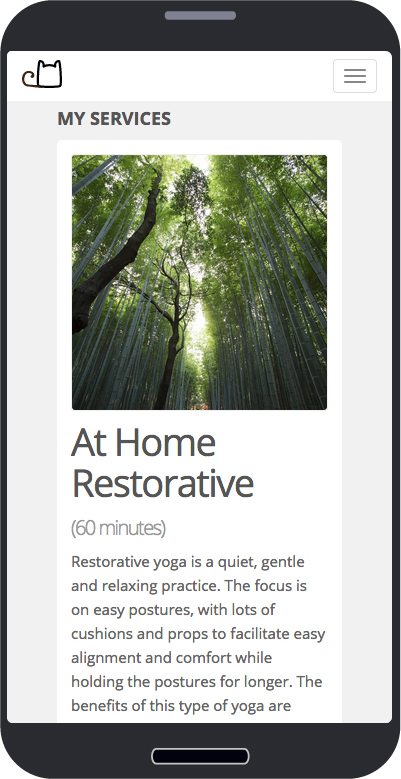 MY SERVICES
At Home
Restorative
(60 minutes)
Restorative yoga is a quiet, gentle
and relaxing practice. The focus is
on easy postures, with lots of
cushions and props to facilitate easy
alignment and comfort while
holding the postures for longer. The
benefits of this type of yoga are